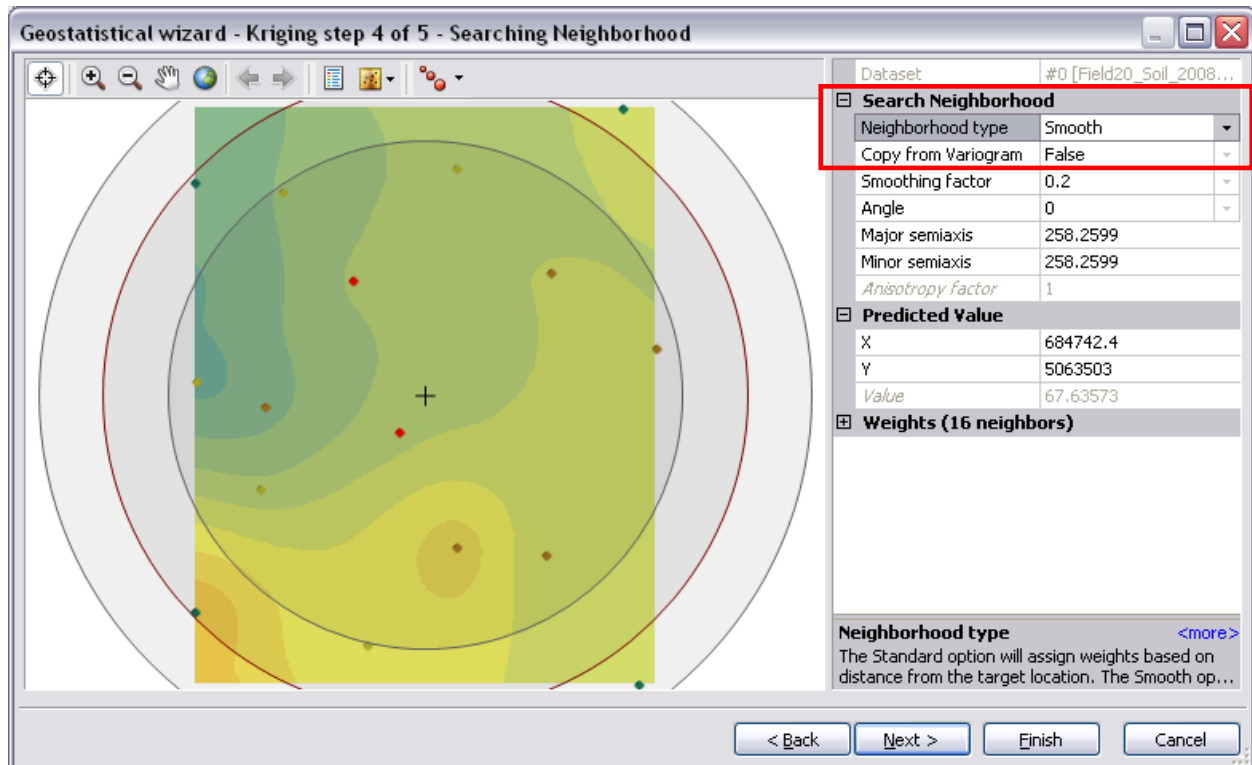 Geostatistical wizard - Kriging step 4 of 5 - Searching Neighborhood
Dataset #0 [Field20_Soil_2008...
Search Neighborhood
Neighborhood type Smooth
Copy from Variogram False
Smoothing factor 0.2
Angle 0
Major semiaxis 258.2599
Minor semiaxis 258.2599
Anisotropy factor 1
Predicted Value
X 684742.4
Y 5063503
Value 67.63573
Weights (16 neighbors)
Neighborhood type <more>
The Standard option will assign weights based on
distance from the target location. The Smooth op...
< Back Next > Finish Cancel